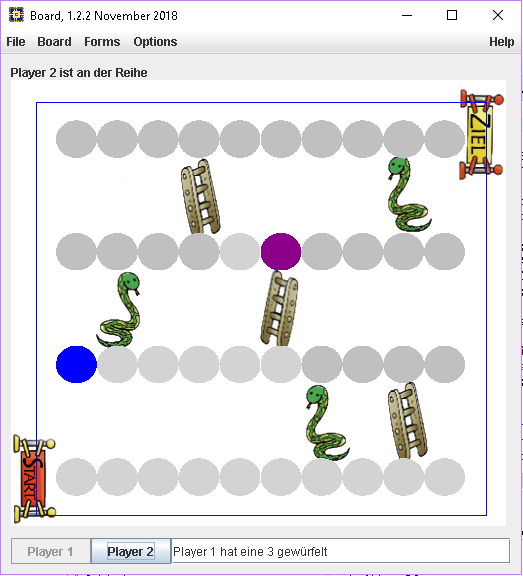 Board, 1.2.2 November 2018
File Board Forms Options Help
Player 2 ist an der Reihe
ZIEL
START
Player 1 Player 2 Player 1 hat eine 3 gewürfelt